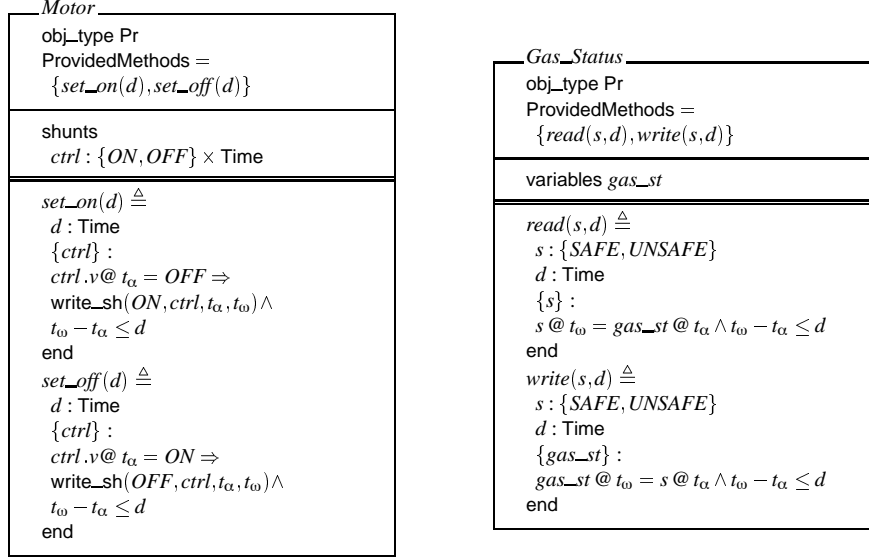 Motor
obj_type Pr
ProvidedMethods =
{set_on(d),set_off(d)}
shunts
ctrl : {ON,OFF} × Time
set_on(d) ≜
d : Time
{ctrl} :
ctrl.v@ tα = OFF ⇒
write_sh(ON,ctrl,tα,tω)∧
tω − tα ≤ d
end
set_off(d) ≜
d : Time
{ctrl} :
ctrl.v@ tα = ON ⇒
write_sh(OFF,ctrl,tα,tω)∧
tω − tα ≤ d
end
Gas_Status
obj_type Pr
ProvidedMethods =
{read(s,d),write(s,d)}
variables gas_st
read(s,d) ≜
s : {SAFE,UNSAFE}
d : Time
{s} :
s @ tω = gas_st @ tα ∧ tω − tα ≤ d
end
write(s,d) ≜
s : {SAFE,UNSAFE}
d : Time
{gas_st} :
gas_st @ tω = s @ tα ∧ tω − tα ≤ d
end